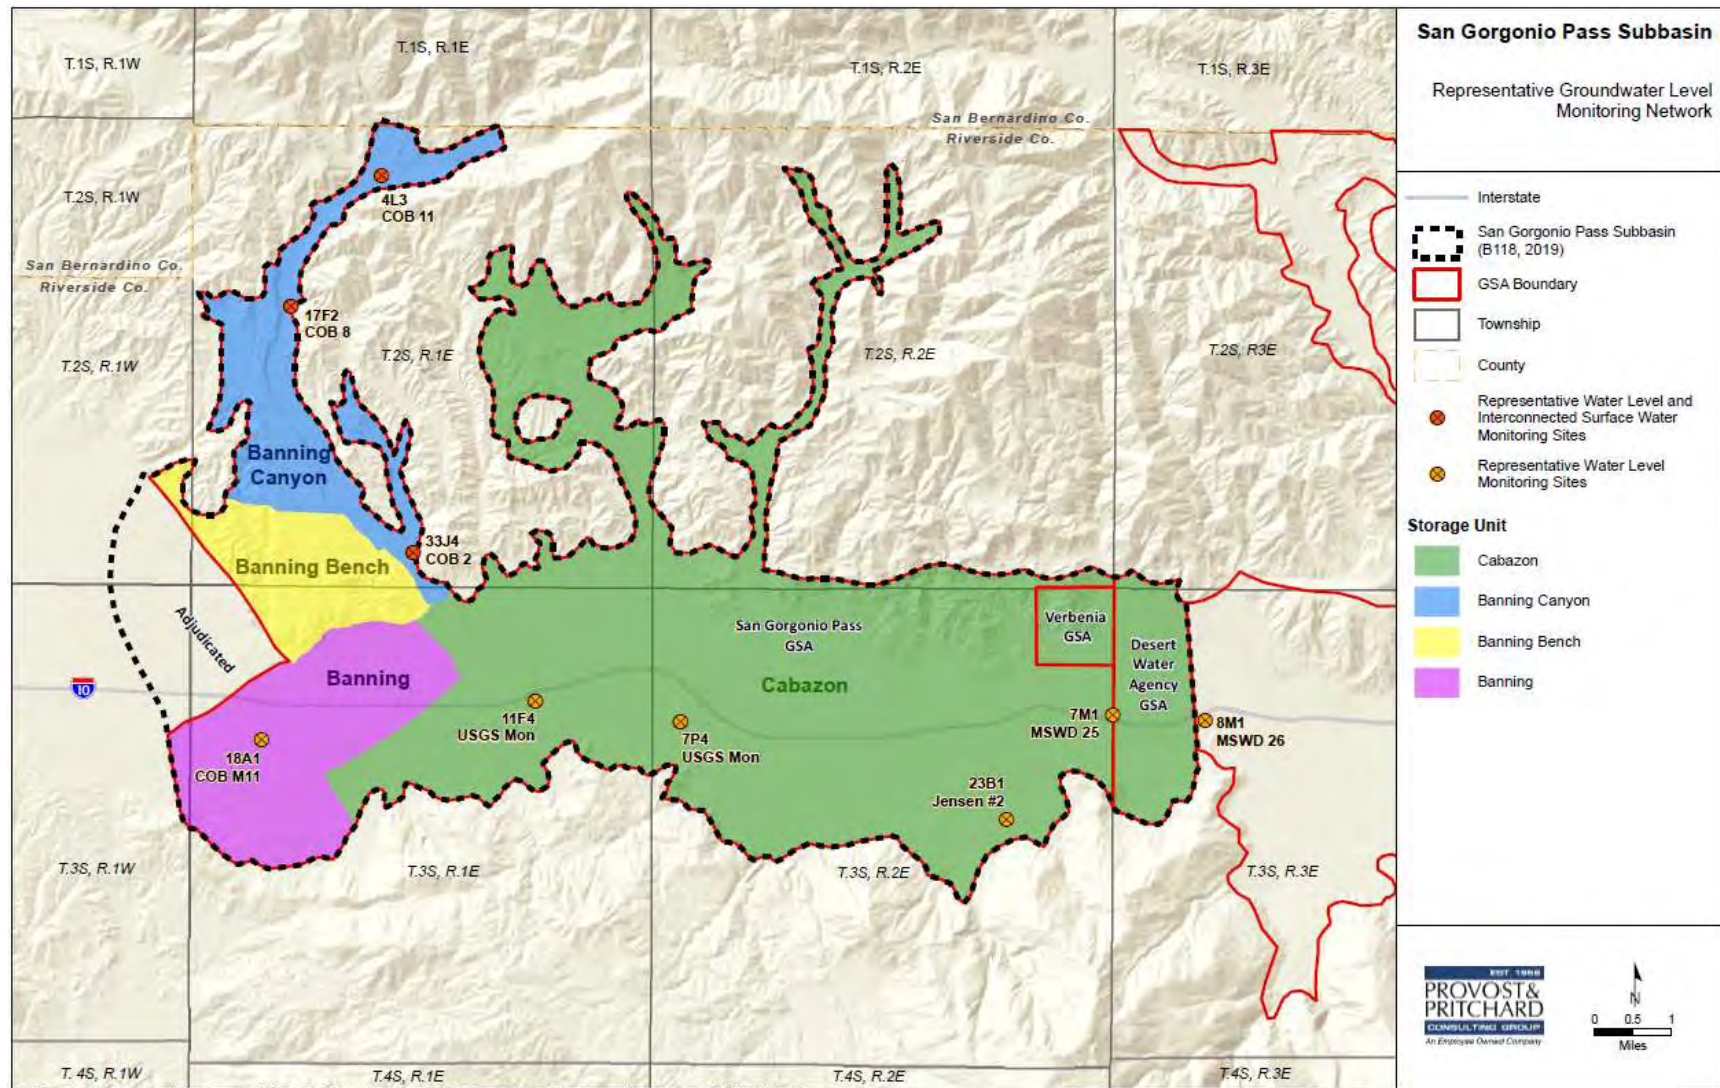 San Gorgonio Pass Subbasin
Representative Groundwater Level
Monitoring Network
Interstate
San Gorgonio Pass Subbasin
(B118, 2019)
GSA Boundary
Township
County
Representative Water Level and
Interconnected Surface Water
Monitoring Sites
Representative Water Level
Monitoring Sites
Storage Unit
Cabazon
Banning Canyon
Banning Bench
Banning
EST 1968
PROVOST&
PRITCHARD
CONSULTING GROUP
An Employee Owned Company
N
0 0.5 1
Miles
T.1S, R.1W
T.1S, R.1E
T.1S, R.2E
T.1S, R.3E
San Bernardino Co.
Riverside Co.
T.2S, R.1W
4L3
COB 11
San Bernardino Co.
Riverside Co.
17F2
COB 8
T.2S, R.1W
T.2S, R.1E
T.2S, R.2E
T.2S, R3E
Banning
Canyon
33J4
COB 2
Banning Bench
Adjudicated
San Gorgonio Pass
GSA
Verbenia
GSA
Desert
Water
Agency
GSA
Banning
Cabazon
10
11F4
USGS Mon
7P4
USGS Mon
7M1
MSWD 25
8M1
MSWD 26
18A1
COB M11
23B1
Jensen #2
T.3S, R.1W
T.3S, R.1E
T.3S, R.2E
T.3S, R.3E
T. 4S, R.1W
T.4S, R.1E
T.4S, R.2E
T.4S, R.3E